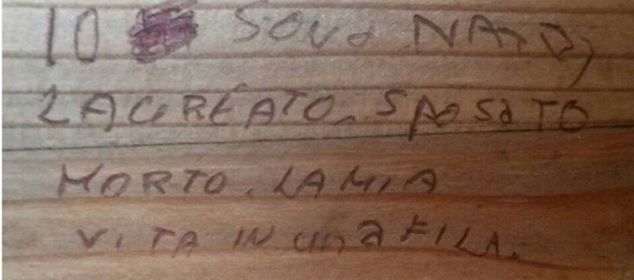 IO SONO NATO,
LAUREATO, SPOSATO
MORTO. LA MIA
VITA IN UNA FILA.